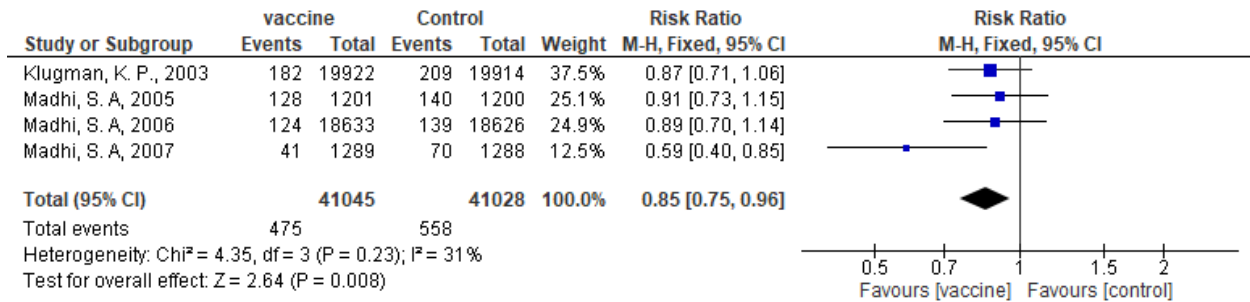 vaccine Control Risk Ratio Risk Ratio
Study or Subgroup Events Total Events Total Weight M-H, Fixed, 95% CI M-H, Fixed, 95% CI
Klugman, K. P., 2003 182 19922 209 19914 37.5% 0.87 [0.71, 1.06]
Madhi, S. A, 2005 128 1201 140 1200 25.1% 0.91 [0.73, 1.15]
Madhi, S. A, 2006 124 18633 139 18626 24.9% 0.89 [0.70, 1.14]
Madhi, S. A, 2007 41 1289 70 1288 12.5% 0.59 [0.40, 0.85]
Total (95% CI) 41045 41028 100.0% 0.85 [0.75, 0.96]
Total events 475 558
Heterogeneity: Chi² = 4.35, df = 3 (P = 0.23); I² = 31%
Test for overall effect: Z = 2.64 (P = 0.008)
0.5 0.7 1 1.5 2
Favours [vaccine] Favours [control]